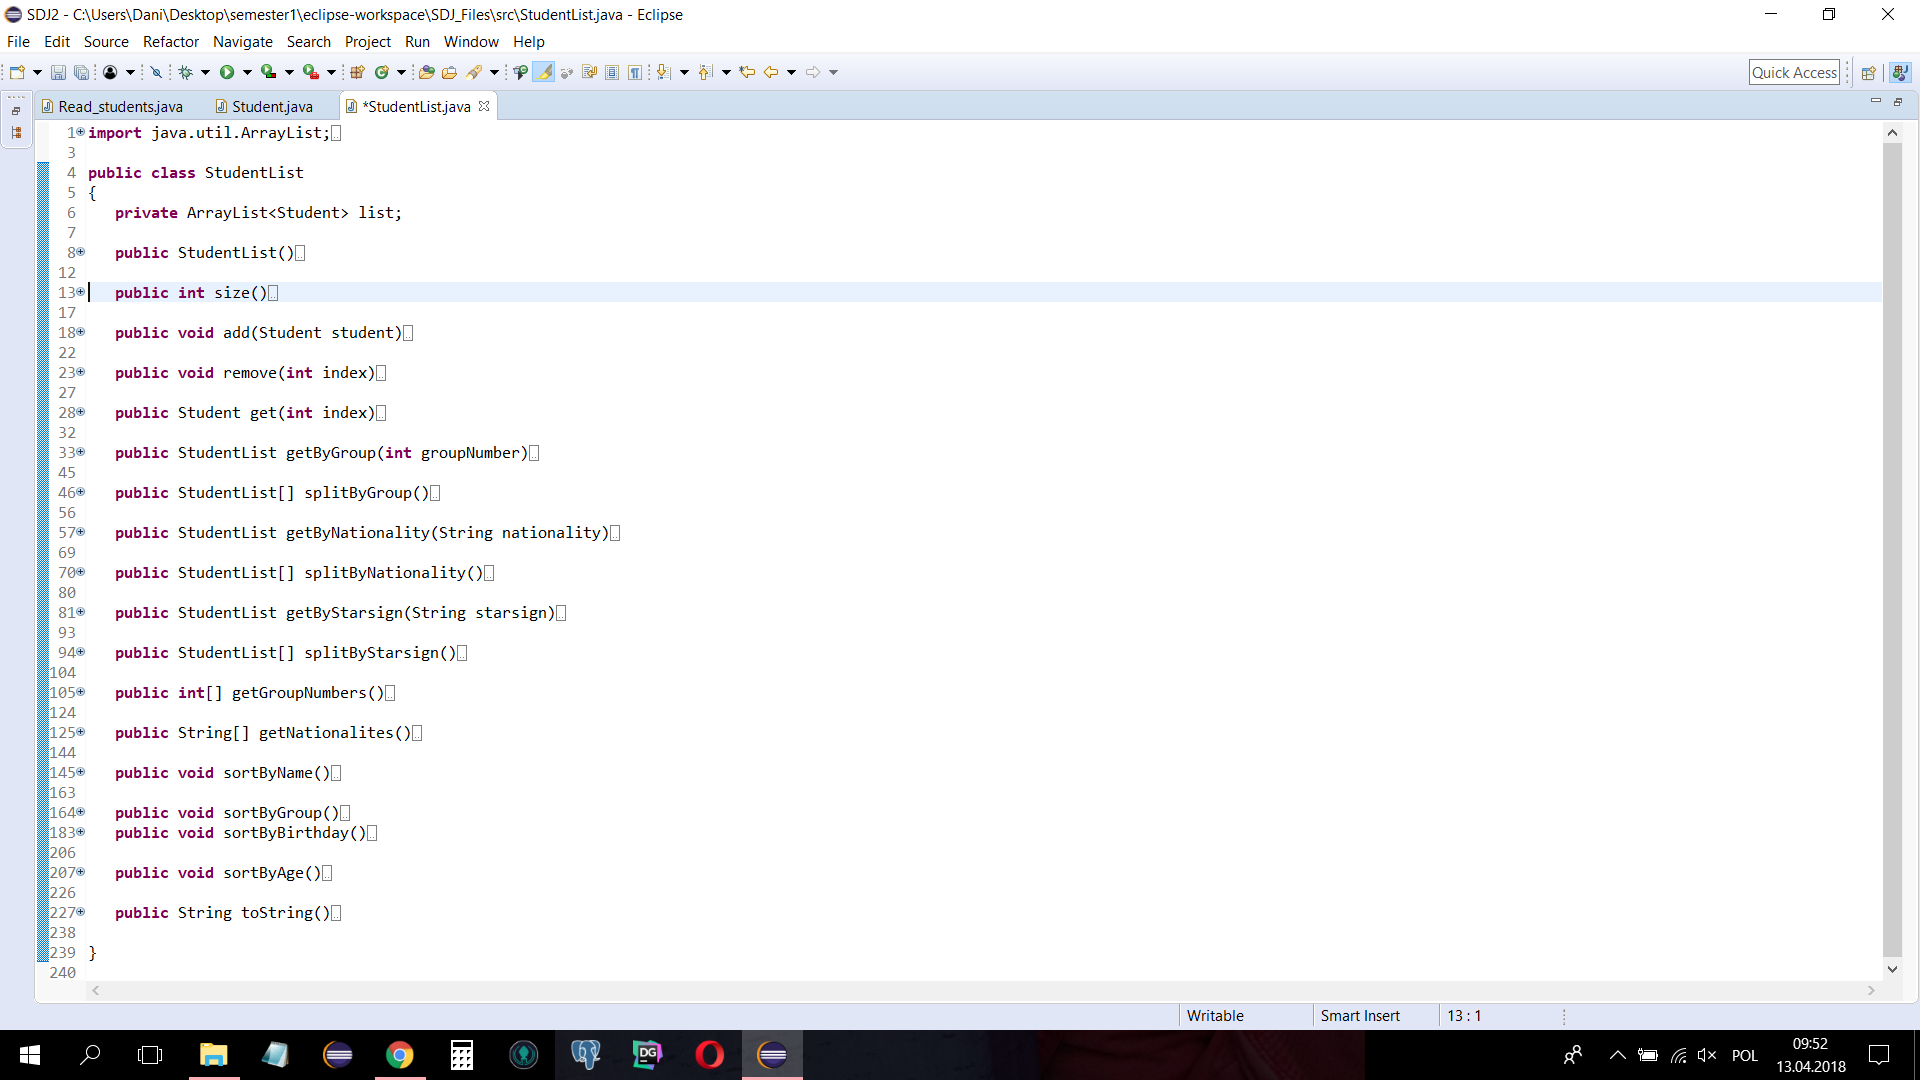 SDJ2 - C:\Users\Dani\Desktop\semester1\eclipse-workspace\SDJ_Files\src\StudentList.java - Eclipse
File Edit Source Refactor Navigate Search Project Run Window Help
Quick Access
Read_students.java Student.java *StudentList.java
1 import java.util.ArrayList;
3
4 public class StudentList
5 {
6 private ArrayList<Student> list;
7
8 public StudentList()
12
13 public int size()
17
18 public void add(Student student)
22
23 public void remove(int index)
27
28 public Student get(int index)
32
33 public StudentList getByGroup(int groupNumber)
45
46 public StudentList[] splitByGroup()
56
57 public StudentList getByNationality(String nationality)
69
70 public StudentList[] splitByNationality()
80
81 public StudentList getByStarsign(String starsign)
93
94 public StudentList[] splitByStarsign()
104
105 public int[] getGroupNumbers()
124
125 public String[] getNationalites()
144
145 public void sortByName()
163
164 public void sortByGroup()
183 public void sortByBirthday()
206
207 public void sortByAge()
226
227 public String toString()
238
239 }
240
Writable Smart Insert 13 : 1
DG
POL
09:52
13.04.2018